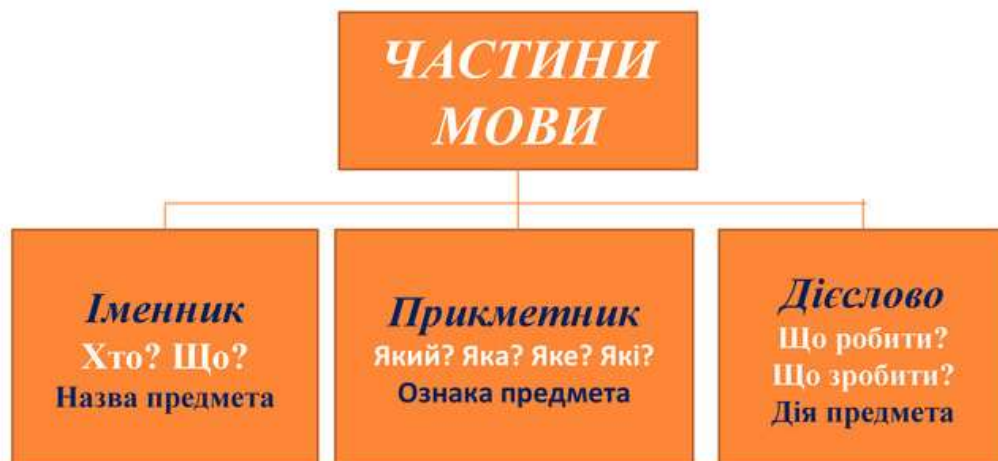 ЧАСТИНИ
МОВИ
Іменник
Хто? Що?
Назва предмета
Прикметник
Який? Яка? Яке? Які?
Ознака предмета
Дієслово
Що робити?
Що зробити?
Дія предмета